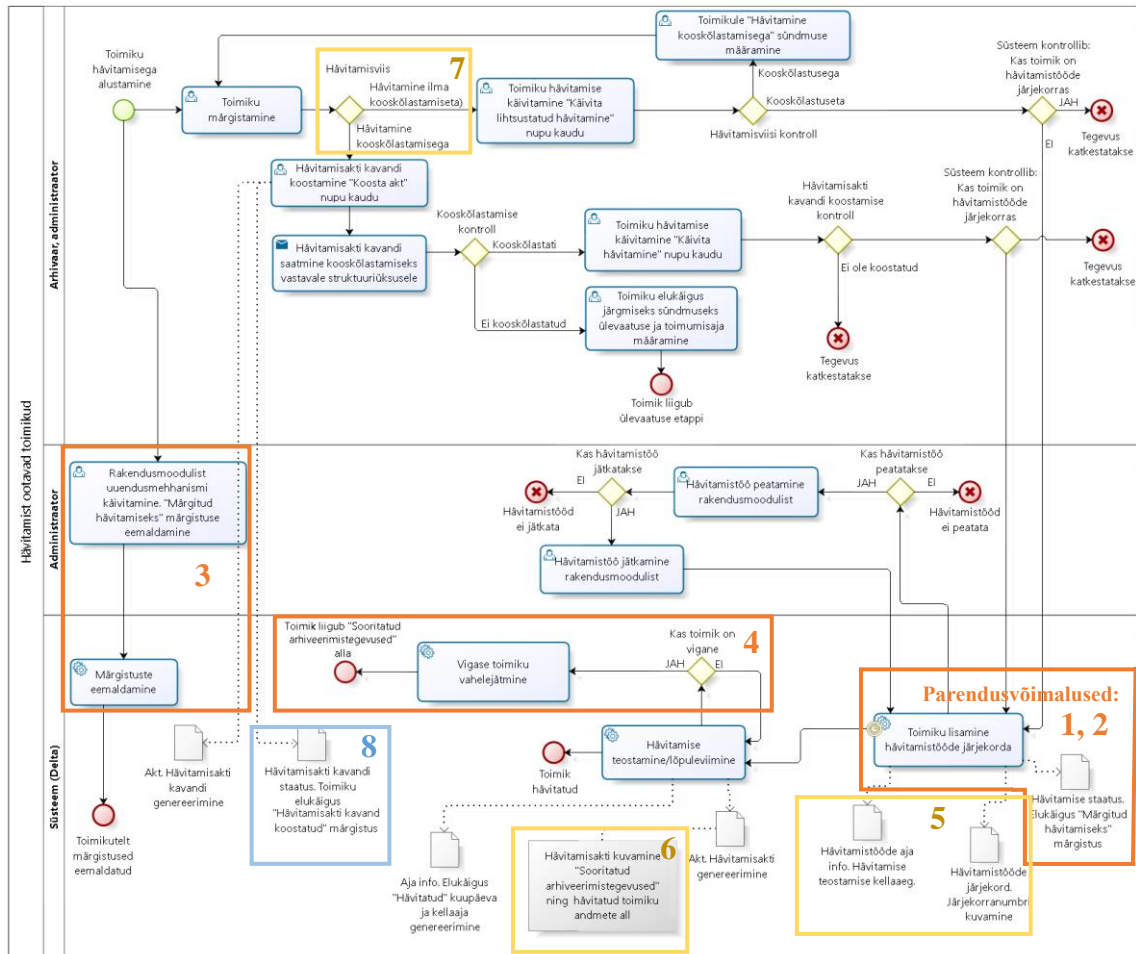 Hävitamist ootavad toimikud
Arhivaar, administraator
Toimiku
hävitamisega
alustamine
Toimiku
märgistamine
Hävitamisviis
7
Hävitamine ilma
kooskõlastamiseta)
Hävitamine
kooskõlastamisega
Toimiku hävitamise
käivitamine "Käivita
lihtsustatud hävitamine"
nupu kaudu
Toimikule "Hävitamine
kooskõlastamisega" sündmuse
määramine
Kooskõlastusega
Kooskõlastuseta
Hävitamisviisi kontroll
Süsteem kontrollib:
Kas toimik on
hävitamistööde
järjekorras
JAH
EI
Tegevus
katkestatakse
Hävitamisakti kavandi
koostamine "Koosta akt"
nupu kaudu
Hävitamisakti kavandi
saatmine kooskõlastamiseks
vastavale struktuuriüksusele
Kooskõlastamise
kontroll
Kooskõlastati
Ei kooskõlastatud
Toimiku hävitamise
käivitamine "Käivita
hävitamine" nupu kaudu
Hävitamisakti
kavandi koostamise
kontroll
Ei ole koostatud
Tegevus
katkestatakse
Süsteem kontrollib:
Kas toimik on
hävitamistööde
järjekorras
Tegevus
katkestatakse
Toimiku elukäigus
järgmiseks sündmuseks
ülevaatuse ja toimumisaja
määramine
Toimik liigub
ülevaatuse etappi
Administraator
Rakendusmoodulist
uuendusmehhanismi
käivitamine. "Märgitud
hävitamiseks" märgistuse
eemaldamine
3
Kas hävitamistöö
jätkatakse
EI
JAH
Hävitamistööd
ei jätkata
Hävitamistöö peatamine
rakendusmoodulist
Kas hävitamistöö
peatatakse
JAH
EI
Hävitamistööd
ei peatata
Hävitamistöö jätkamine
rakendusmoodulist
Süsteem (Delta)
Märgistuste
eemaldamine
Toimikutelt
märgistused
eemaldatud
Toimik liigub "Sooritatud
arhiveerimistegevused"
alla
Vigase toimiku
vahelejätmine
Kas toimik on
vigane
4
JAH
EI
Parendusvõimalused:
1, 2
Toimiku lisamine
hävitamistööde järjekorda
Hävitamise
teostamine/lõpuleviimine
Toimik
hävitatud
Akt. Hävitamisakti
kavandi
genereerimine
8
Hävitamisakti kavandi
staatus. Toimiku
elukäigus
"Hävitamisakti kavand
koostatud" märgistus
Aja info. Elukäigus
"Hävitatud" kuupäeva
ja kellaaja
genereerimine
6
Hävitamisakti kuvamine
"Sooritatud
arhiveerimistegevused"
ning hävitatud toimiku
andmete all
Akt. Hävitamisakti
genereerimine
5
Hävitamistööde aja
info. Hävitamise
teostamise kellaaeg.
Hävitamistööde
järjekord.
Järjekorranumbri
kuvamine
Hävitamise staatus.
Elukäigus "Märgitud
hävitamiseks"
märgistus